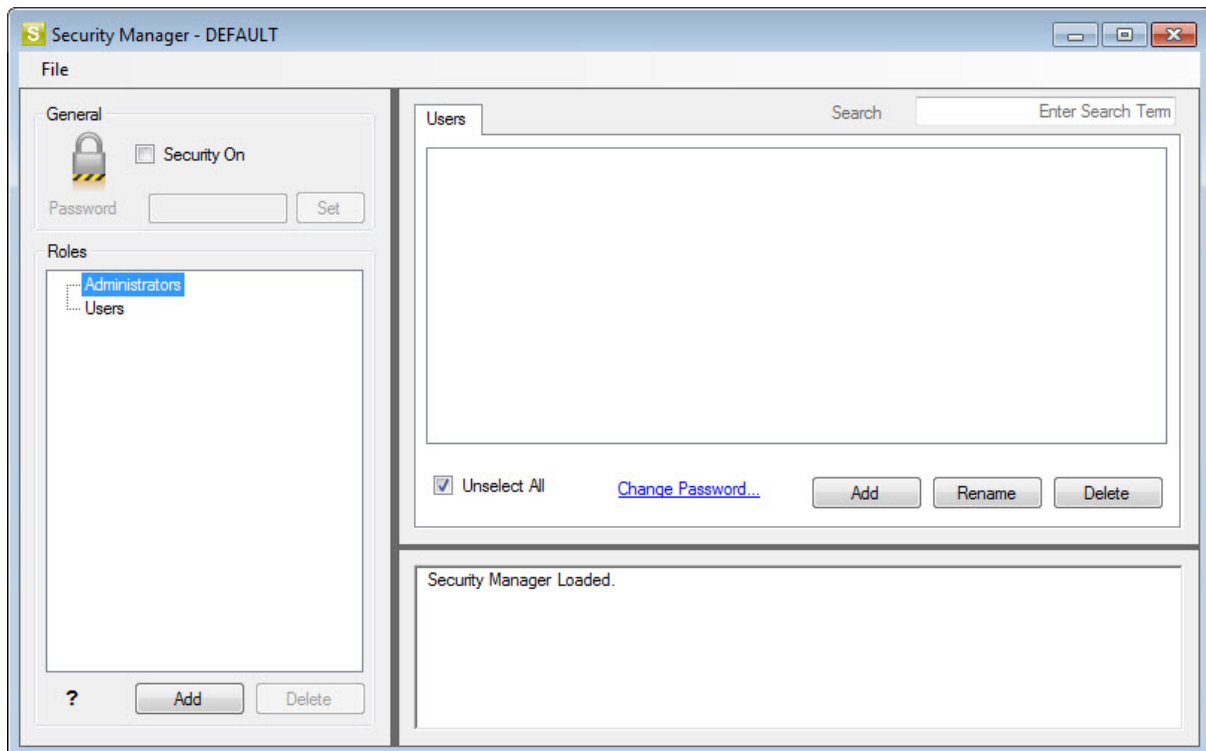 S Security Manager - DEFAULT
File
General
Security On
Password Set
Roles
Administrators
Users
? Add Delete
Users Search Enter Search Term
Unselect All Change Password... Add Rename Delete
Security Manager Loaded.